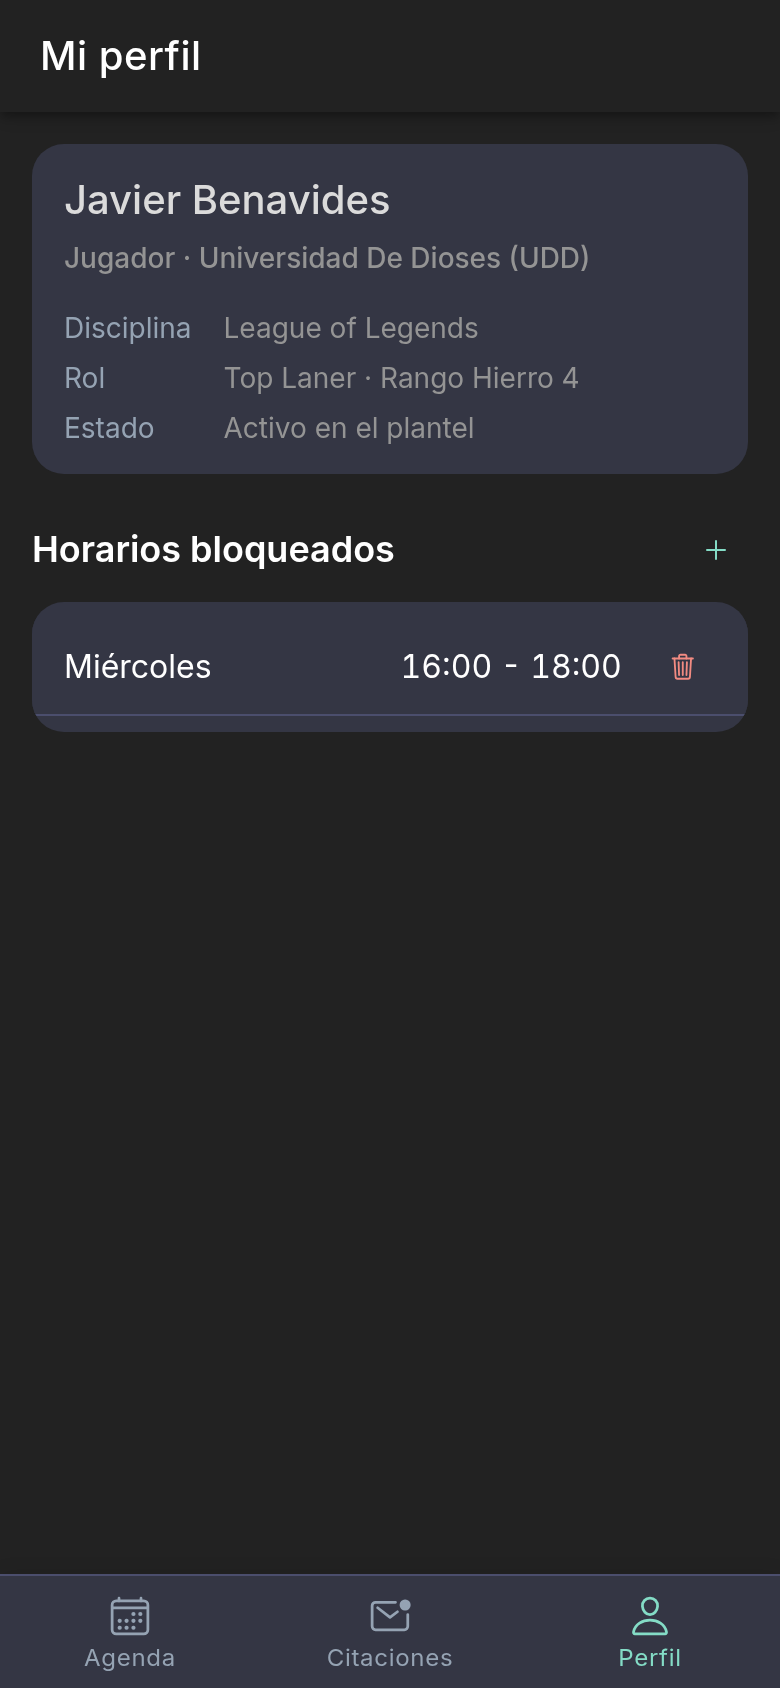 Mi perfil
Javier Benavides
Jugador · Universidad De Dioses (UDD)
Disciplina League of Legends
Rol Top Laner · Rango Hierro 4
Estado Activo en el plantel
Horarios bloqueados
Miércoles 16:00 - 18:00
Agenda Citaciones Perfil